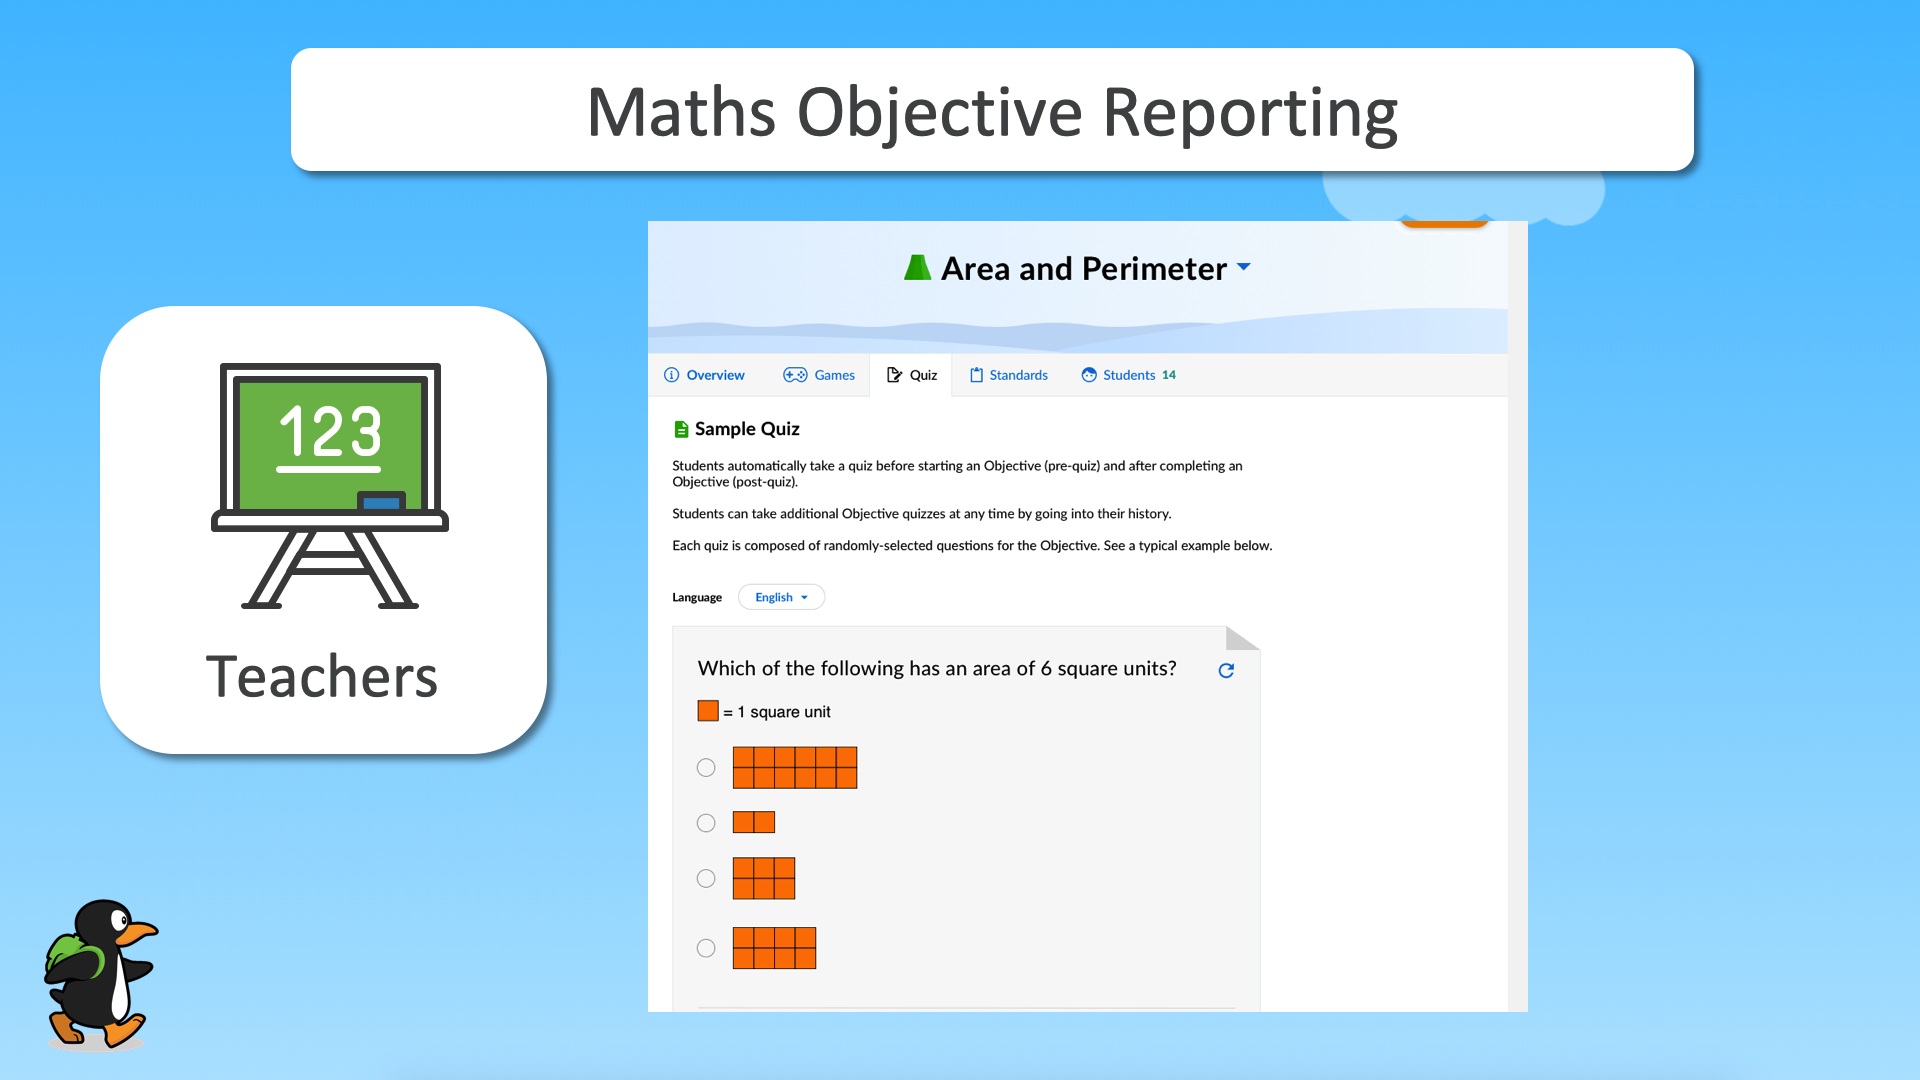 Maths Objective Reporting
123
Teachers
Area and Perimeter
Overview
Games
Quiz
Standards
Students 14
Sample Quiz
Students automatically take a quiz before starting an Objective (pre-quiz) and after completing an
Objective (post-quiz).
Students can take additional Objective quizzes at any time by going into their history.
Each quiz is composed of randomly-selected questions for the Objective. See a typical example below.
Language
English
Which of the following has an area of 6 square units?
= 1 square unit